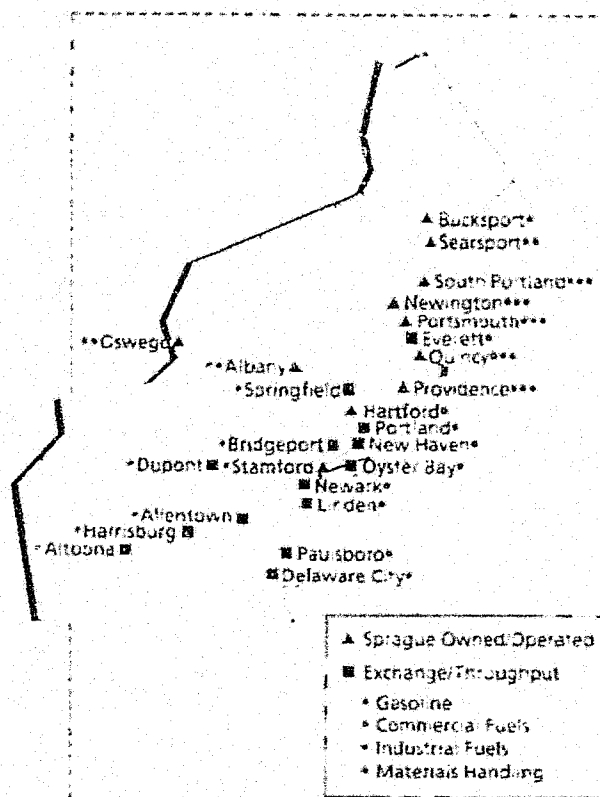 ▲ Bucksport*
▲ Searsport**
▲ South Portland***
▲ Newington***
▲ Portsmouth***
**Oswego ▲
■ Everett*
▲ Quincy***
**Albany ▲
*Springfield ■
▲ Providence***
▲ Hartford*
■ Portland*
*Bridgeport ■
■ New Haven*
*Dupont ■
*Stamford ▲
■ Oyster Bay*
■ Newark*
■ Linden*
*Allentown ■
*Harrisburg ■
*Altoona ■
■ Paulsboro*
■ Delaware City*
▲ Sprague Owned/Operated
■ Exchange/Throughput
* Gasoline
* Commercial Fuels
* Industrial Fuels
* Materials Handling